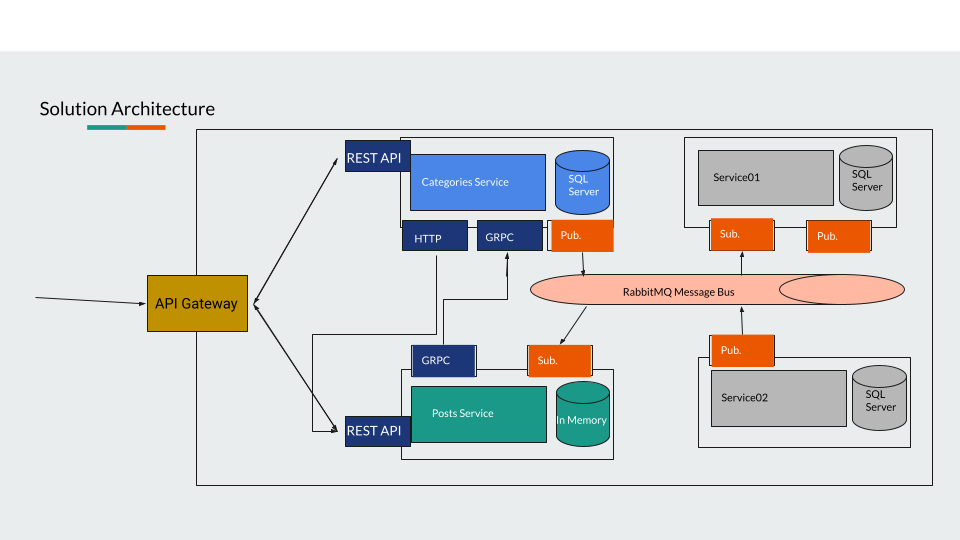 Solution Architecture
REST API
Categories Service
SQL
Server
HTTP
GRPC
Pub.
Service01
SQL
Server
Sub.
Pub.
API Gateway
RabbitMQ Message Bus
GRPC
Sub.
REST API
Posts Service
In Memory
Pub.
Service02
SQL
Server